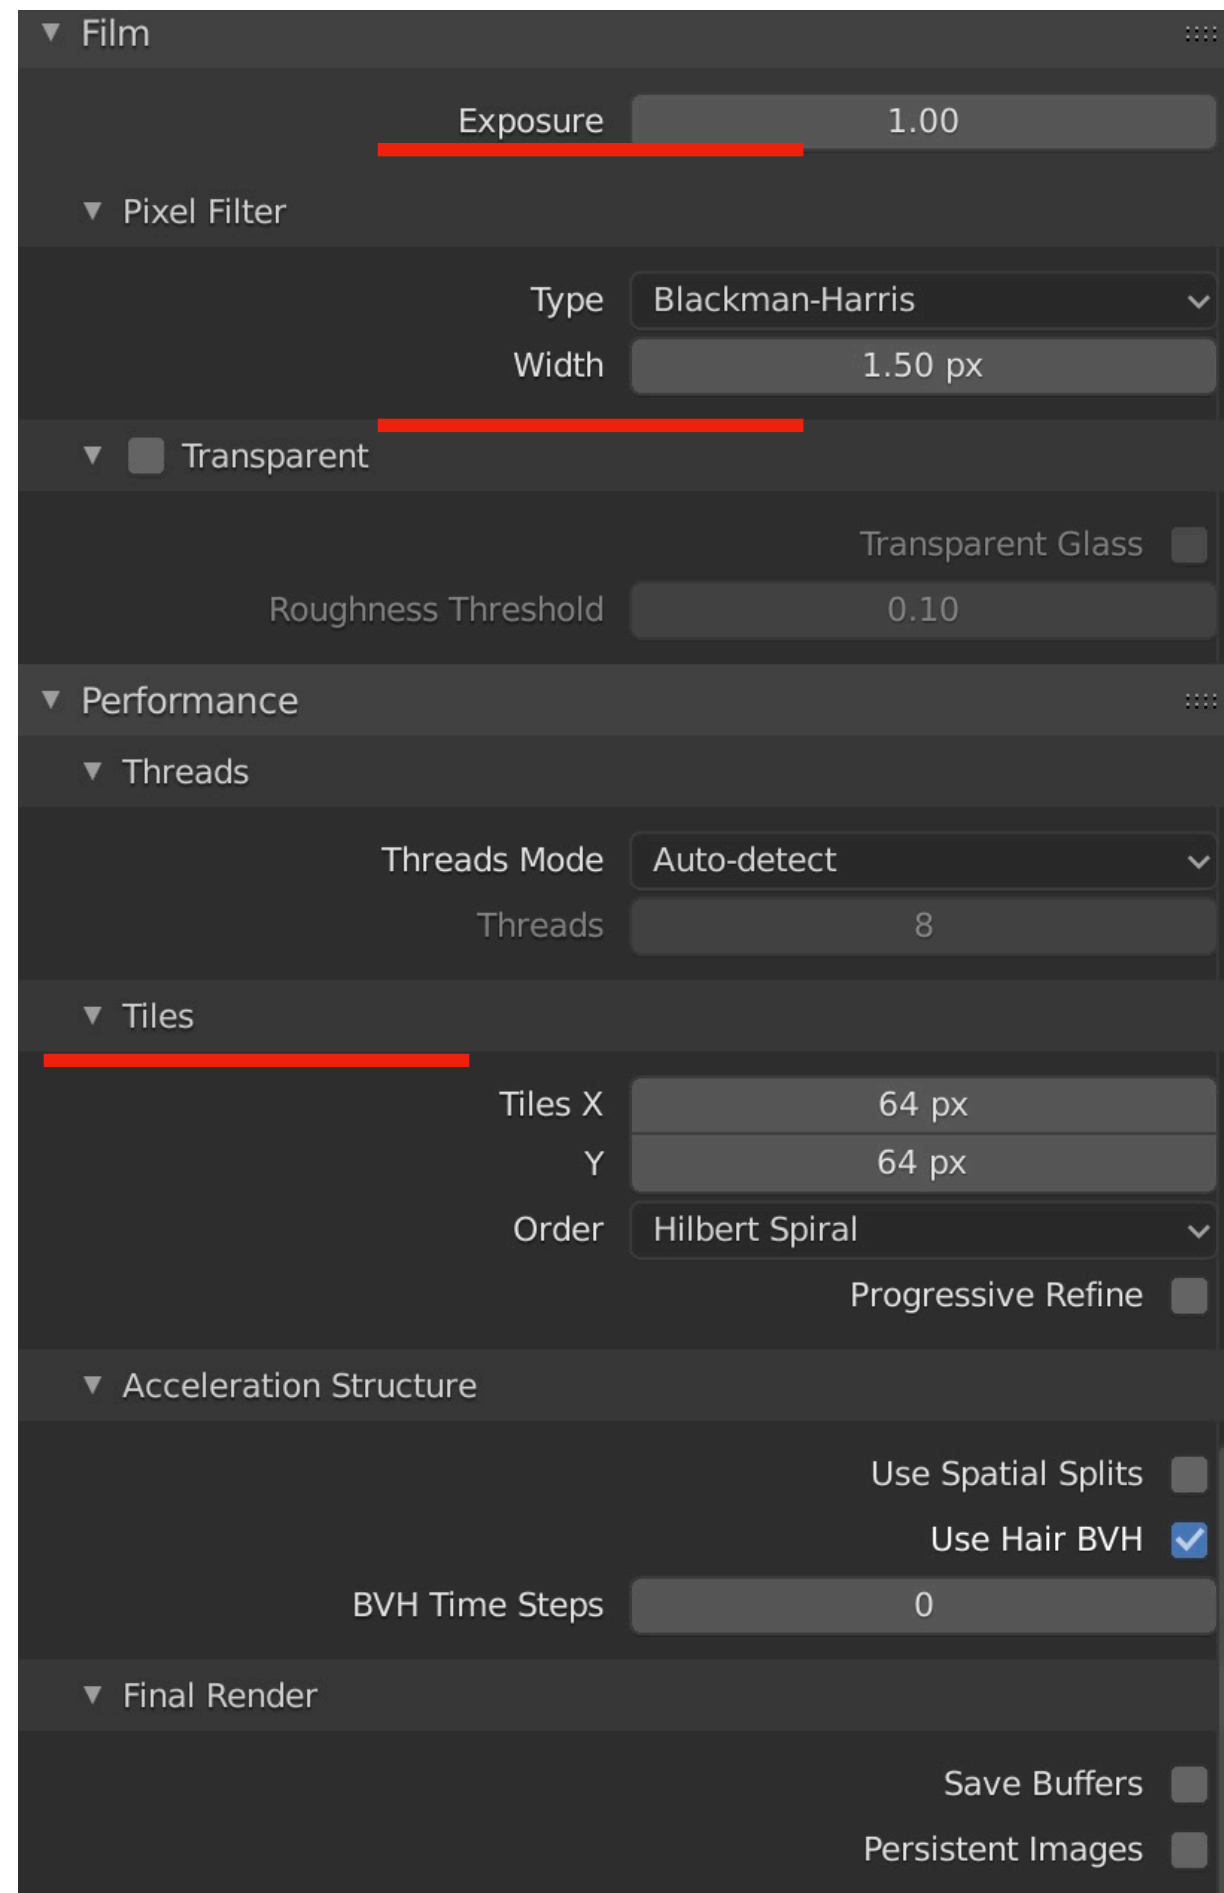 Film
Exposure 1.00
Pixel Filter
Type Blackman-Harris
Width 1.50 px
Transparent
Transparent Glass
Roughness Threshold 0.10
Performance
Threads
Threads Mode Auto-detect
Threads 8
Tiles
Tiles X 64 px
Y 64 px
Order Hilbert Spiral
Progressive Refine
Acceleration Structure
Use Spatial Splits
Use Hair BVH
BVH Time Steps 0
Final Render
Save Buffers
Persistent Images